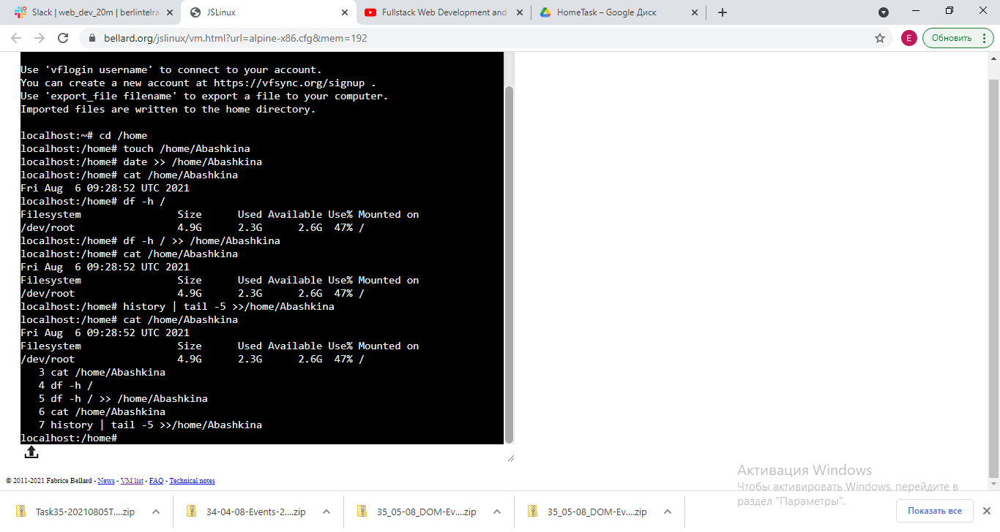 Slack | web_dev_20m | berlintelra
JSLinux
Fullstack Web Development and
HomeTask – Google Диск
bellard.org/jslinux/vm.html?url=alpine-x86.cfg&mem=192
E
Обновить
Use 'vflogin username' to connect to your account.
You can create a new account at https://vfsync.org/signup .
Use 'export_file filename' to export a file to your computer.
Imported files are written to the home directory.
localhost:~# cd /home
localhost:/home# touch /home/Abashkina
localhost:/home# date >> /home/Abashkina
localhost:/home# cat /home/Abashkina
Fri Aug  6 09:28:52 UTC 2021
localhost:/home# df -h /
Filesystem                Size      Used Available Use% Mounted on
/dev/root                 4.9G      2.3G      2.6G  47% /
localhost:/home# df -h / >> /home/Abashkina
localhost:/home# cat /home/Abashkina
Fri Aug  6 09:28:52 UTC 2021
Filesystem                Size      Used Available Use% Mounted on
/dev/root                 4.9G      2.3G      2.6G  47% /
localhost:/home# history | tail -5 >>/home/Abashkina
localhost:/home# cat /home/Abashkina
Fri Aug  6 09:28:52 UTC 2021
Filesystem                Size      Used Available Use% Mounted on
/dev/root                 4.9G      2.3G      2.6G  47% /
   3 cat /home/Abashkina
   4 df -h /
   5 df -h / >> /home/Abashkina
   6 cat /home/Abashkina
   7 history | tail -5 >>/home/Abashkina
localhost:/home#
© 2011-2021 Fabrice Bellard - News - VM list - FAQ - Technical notes
Активация Windows
Чтобы активировать Windows, перейдите в
раздел "Параметры".
Task35-20210805T....zip
34-04-08-Events-2....zip
35_05-08_DOM-Ev....zip
35_05-08_DOM-Ev....zip
Показать все